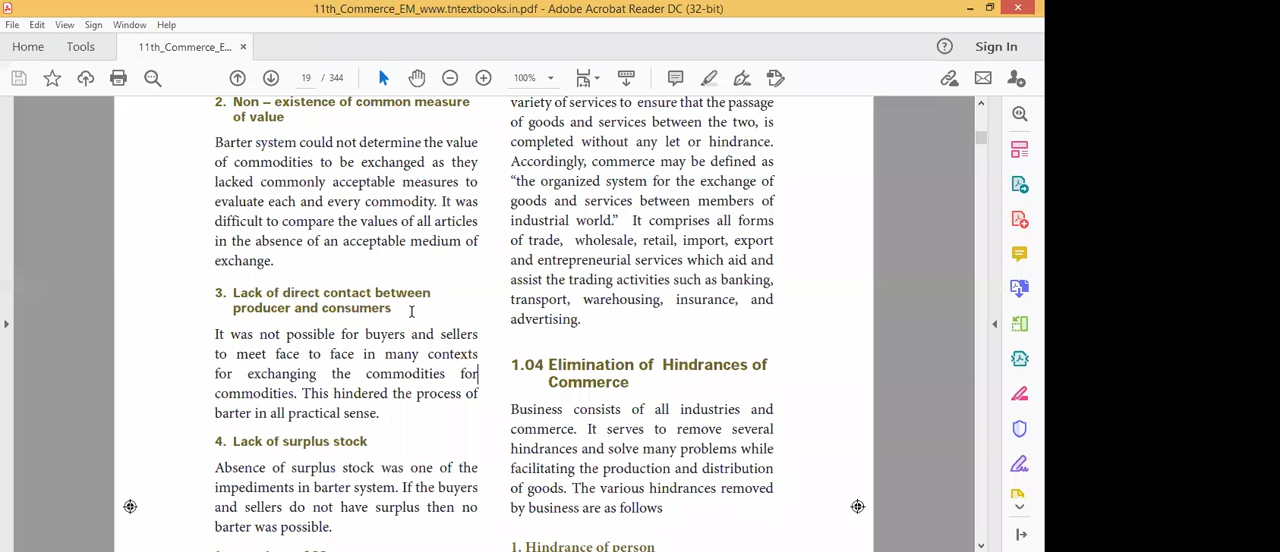 11th_Commerce_EM_www.tntextbooks.in.pdf - Adobe Acrobat Reader DC (32-bit)
File Edit View Sign Window Help
Home Tools 11th_Commerce_E... × Sign In
19 / 344 100%
2. Non – existence of common measure
of value
Barter system could not determine the value
of commodities to be exchanged as they
lacked commonly acceptable measures to
evaluate each and every commodity. It was
difficult to compare the values of all articles
in the absence of an acceptable medium of
exchange.
3. Lack of direct contact between
producer and consumers
It was not possible for buyers and sellers
to meet face to face in many contexts
for exchanging the commodities for
commodities. This hindered the process of
barter in all practical sense.
4. Lack of surplus stock
Absence of surplus stock was one of the
impediments in barter system. If the buyers
and sellers do not have surplus then no
barter was possible.
variety of services to ensure that the passage
of goods and services between the two, is
completed without any let or hindrance.
Accordingly, commerce may be defined as
“the organized system for the exchange of
goods and services between members of
industrial world.” It comprises all forms
of trade, wholesale, retail, import, export
and entrepreneurial services which aid and
assist the trading activities such as banking,
transport, warehousing, insurance, and
advertising.
1.04 Elimination of Hindrances of
Commerce
Business consists of all industries and
commerce. It serves to remove several
hindrances and solve many problems while
facilitating the production and distribution
of goods. The various hindrances removed
by business are as follows
1. Hindrance of person